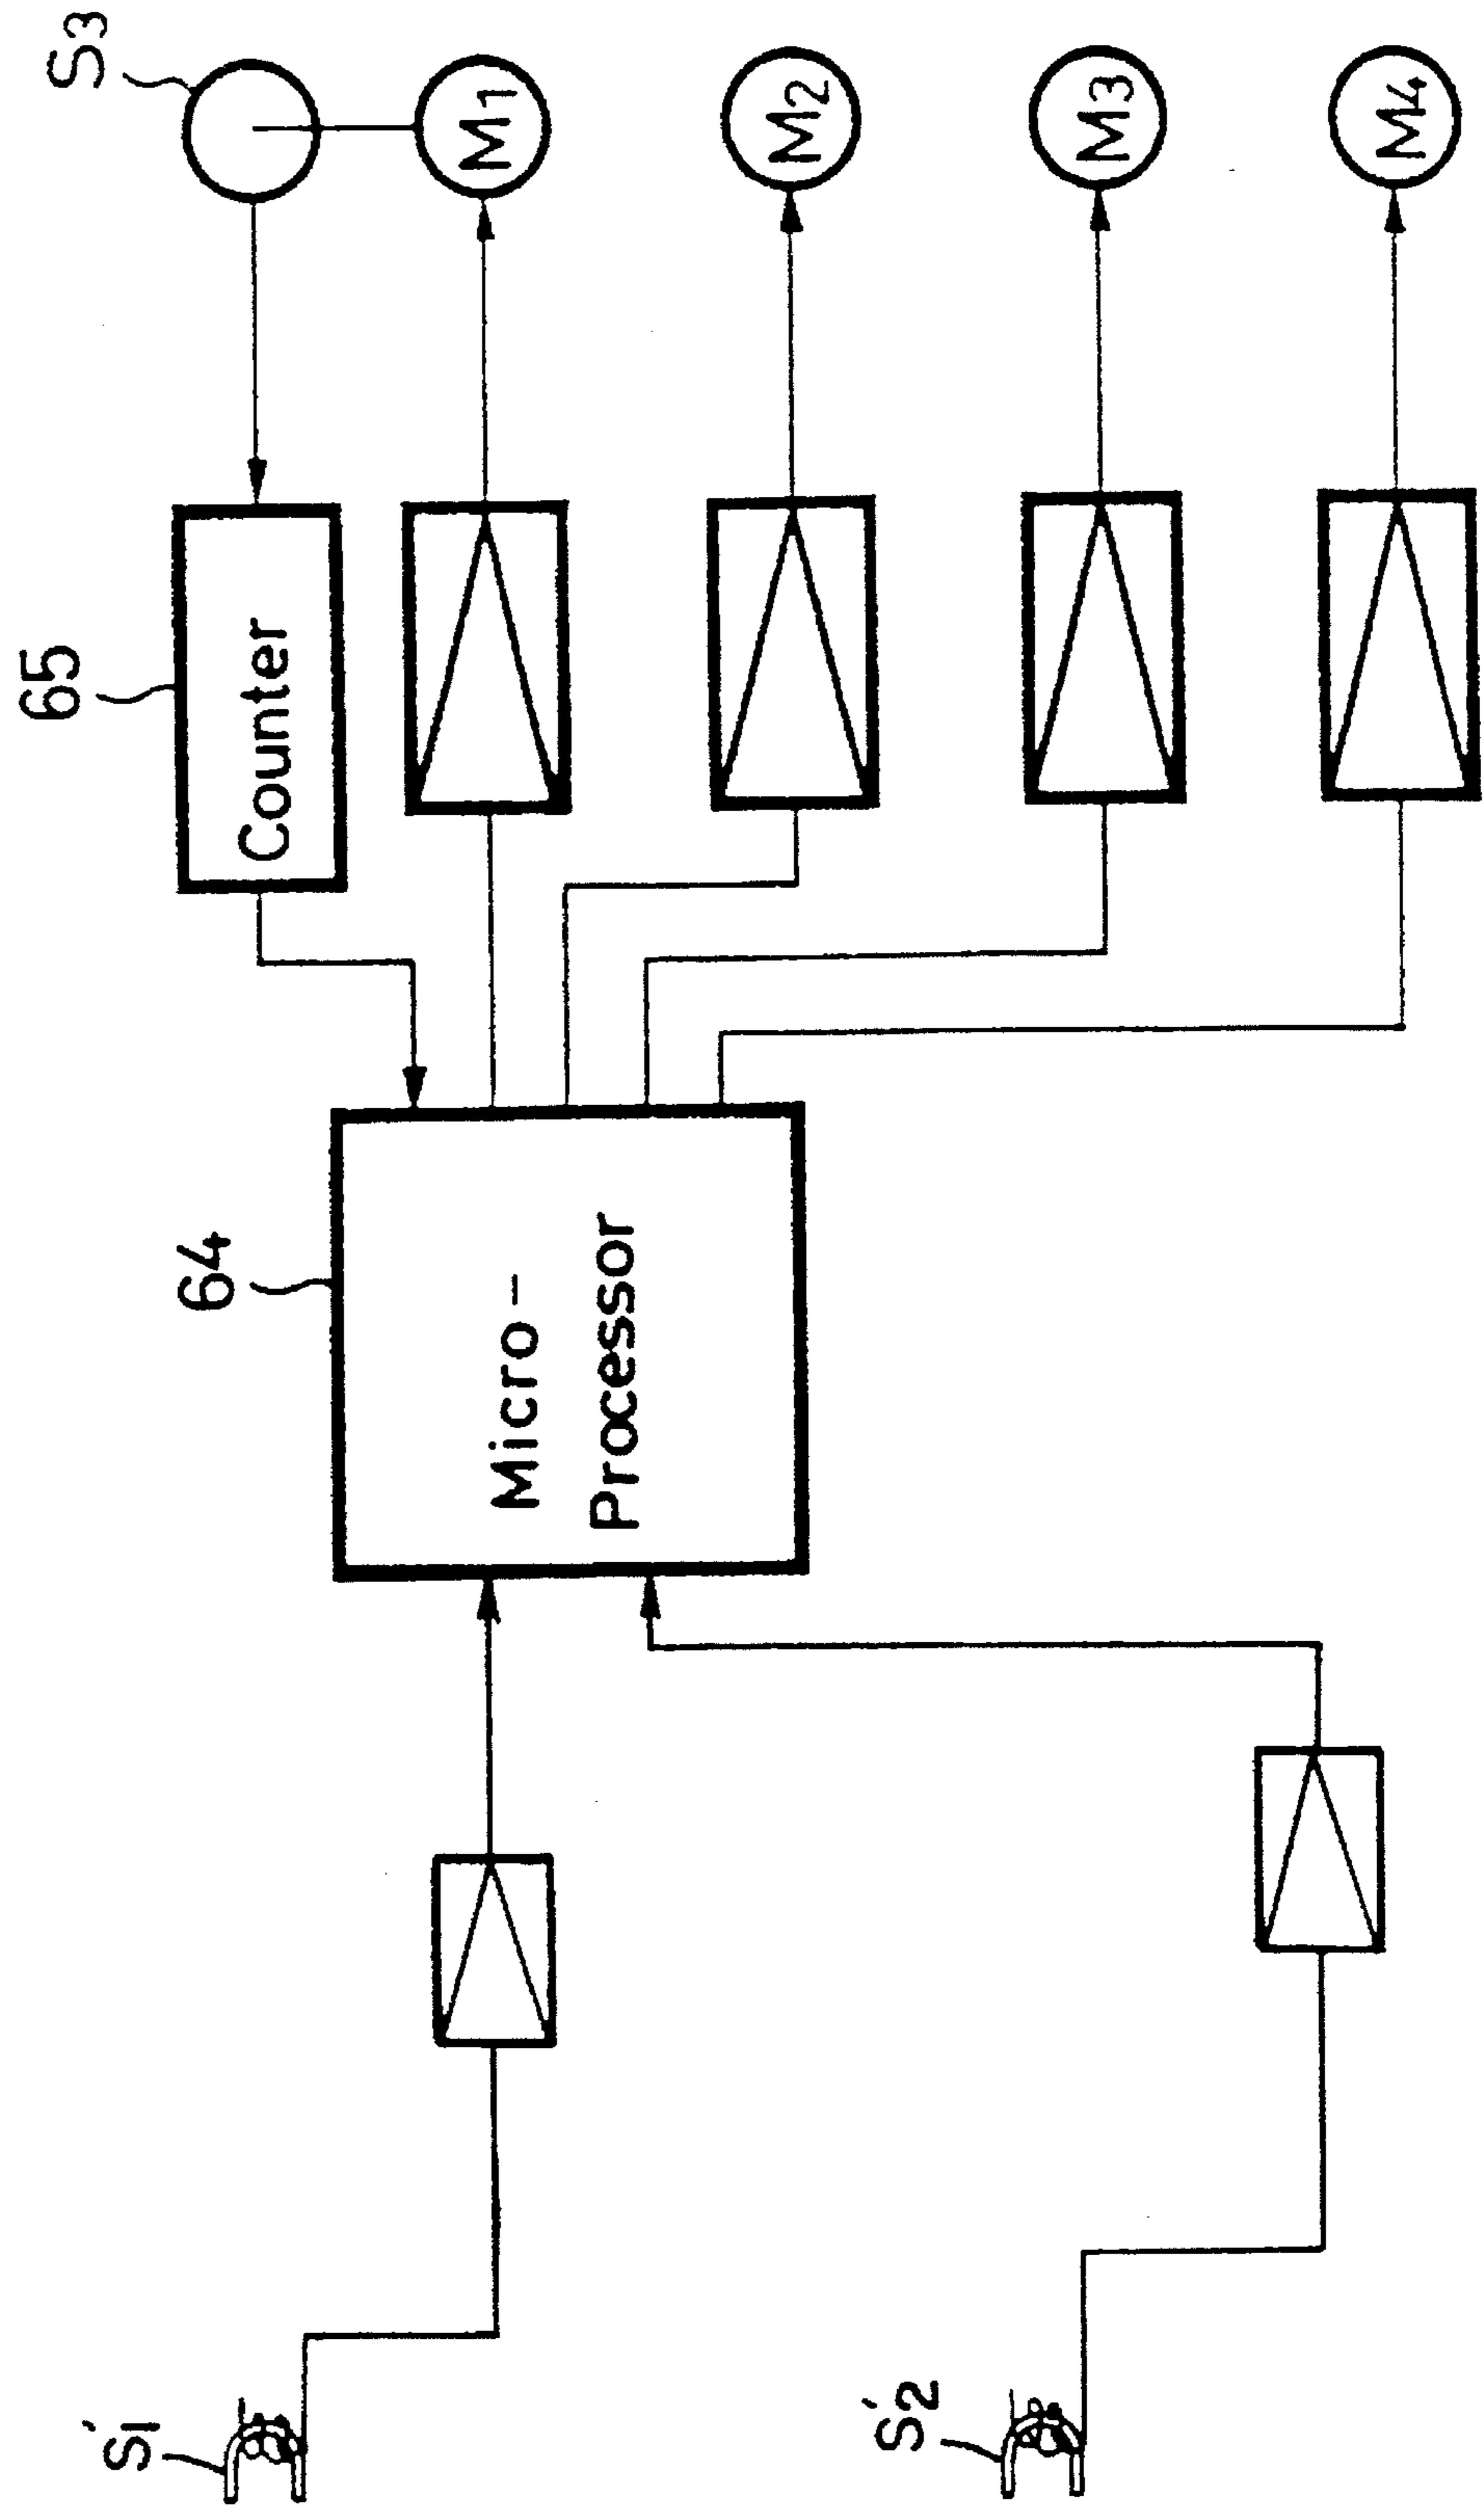 S3
M1
M2
M3
M4
65
Counter
64
Micro-
Processor
S1
S2